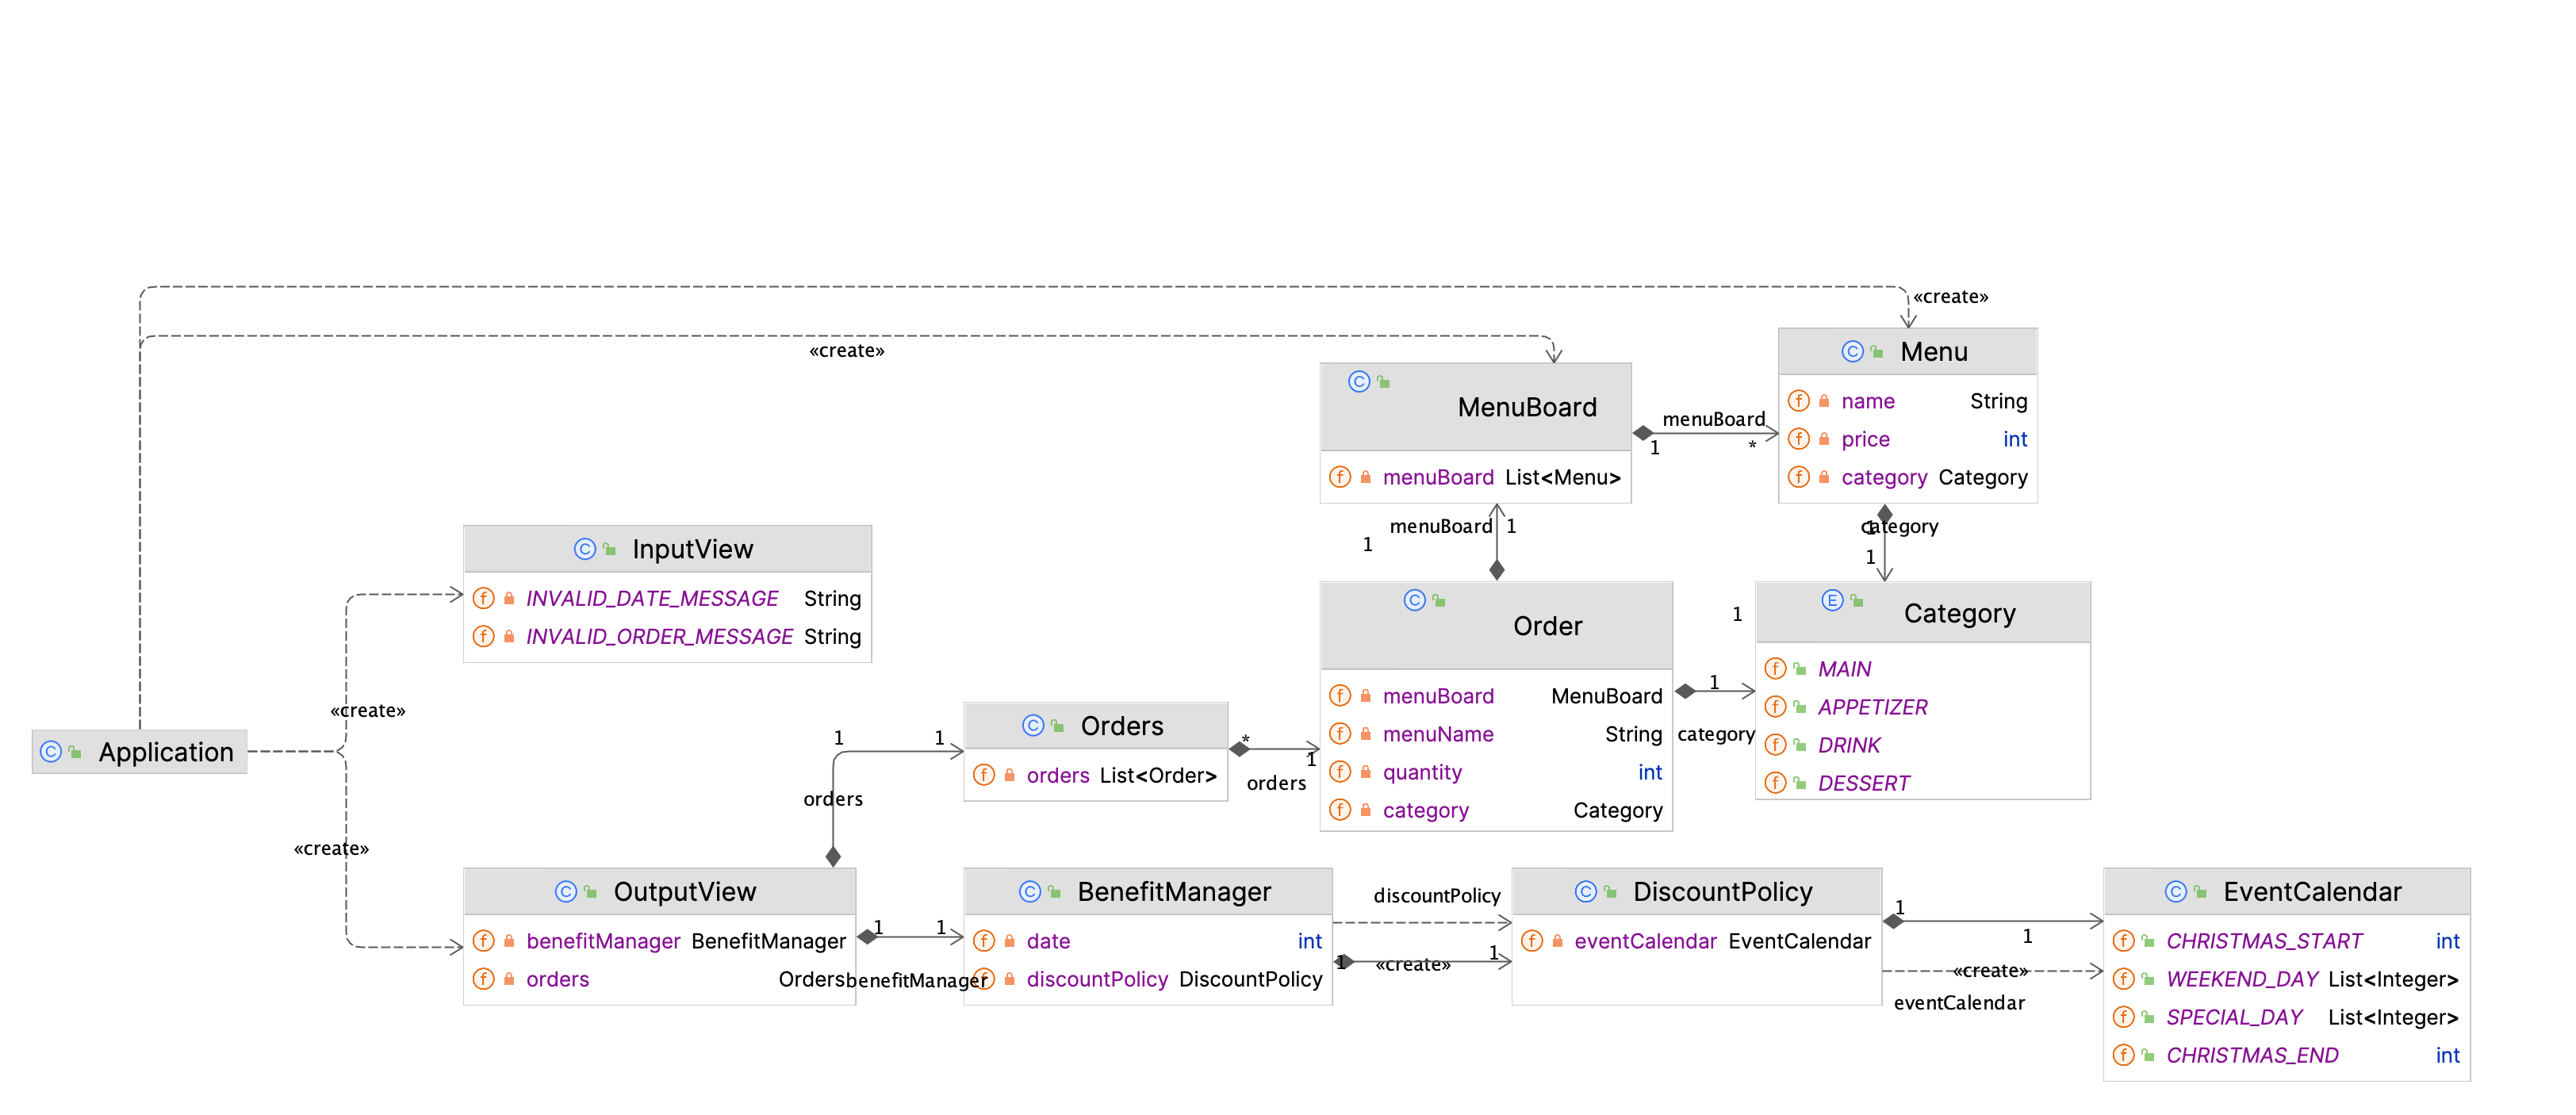 «create»
«create»
C Menu
f name String
f price int
f category Category
C MenuBoard
f menuBoard List<Menu>
menuBoard
1
*
menuBoard
1
1
category
1
1
C InputView
f INVALID_DATE_MESSAGE String
f INVALID_ORDER_MESSAGE String
C Order
f menuBoard MenuBoard
f menuName String
f quantity int
f category Category
1
1
category
E Category
f MAIN
f APPETIZER
f DRINK
f DESSERT
«create»
C Application
«create»
1
1
orders
C Orders
f orders List<Order>
*
1
orders
C OutputView
f benefitManager BenefitManager
f orders Orders
1
1
benefitManager
C BenefitManager
f date int
f discountPolicy DiscountPolicy
discountPolicy
1
«create»
1
C DiscountPolicy
f eventCalendar EventCalendar
1
1
«create»
eventCalendar
C EventCalendar
f CHRISTMAS_START int
f WEEKEND_DAY List<Integer>
f SPECIAL_DAY List<Integer>
f CHRISTMAS_END int